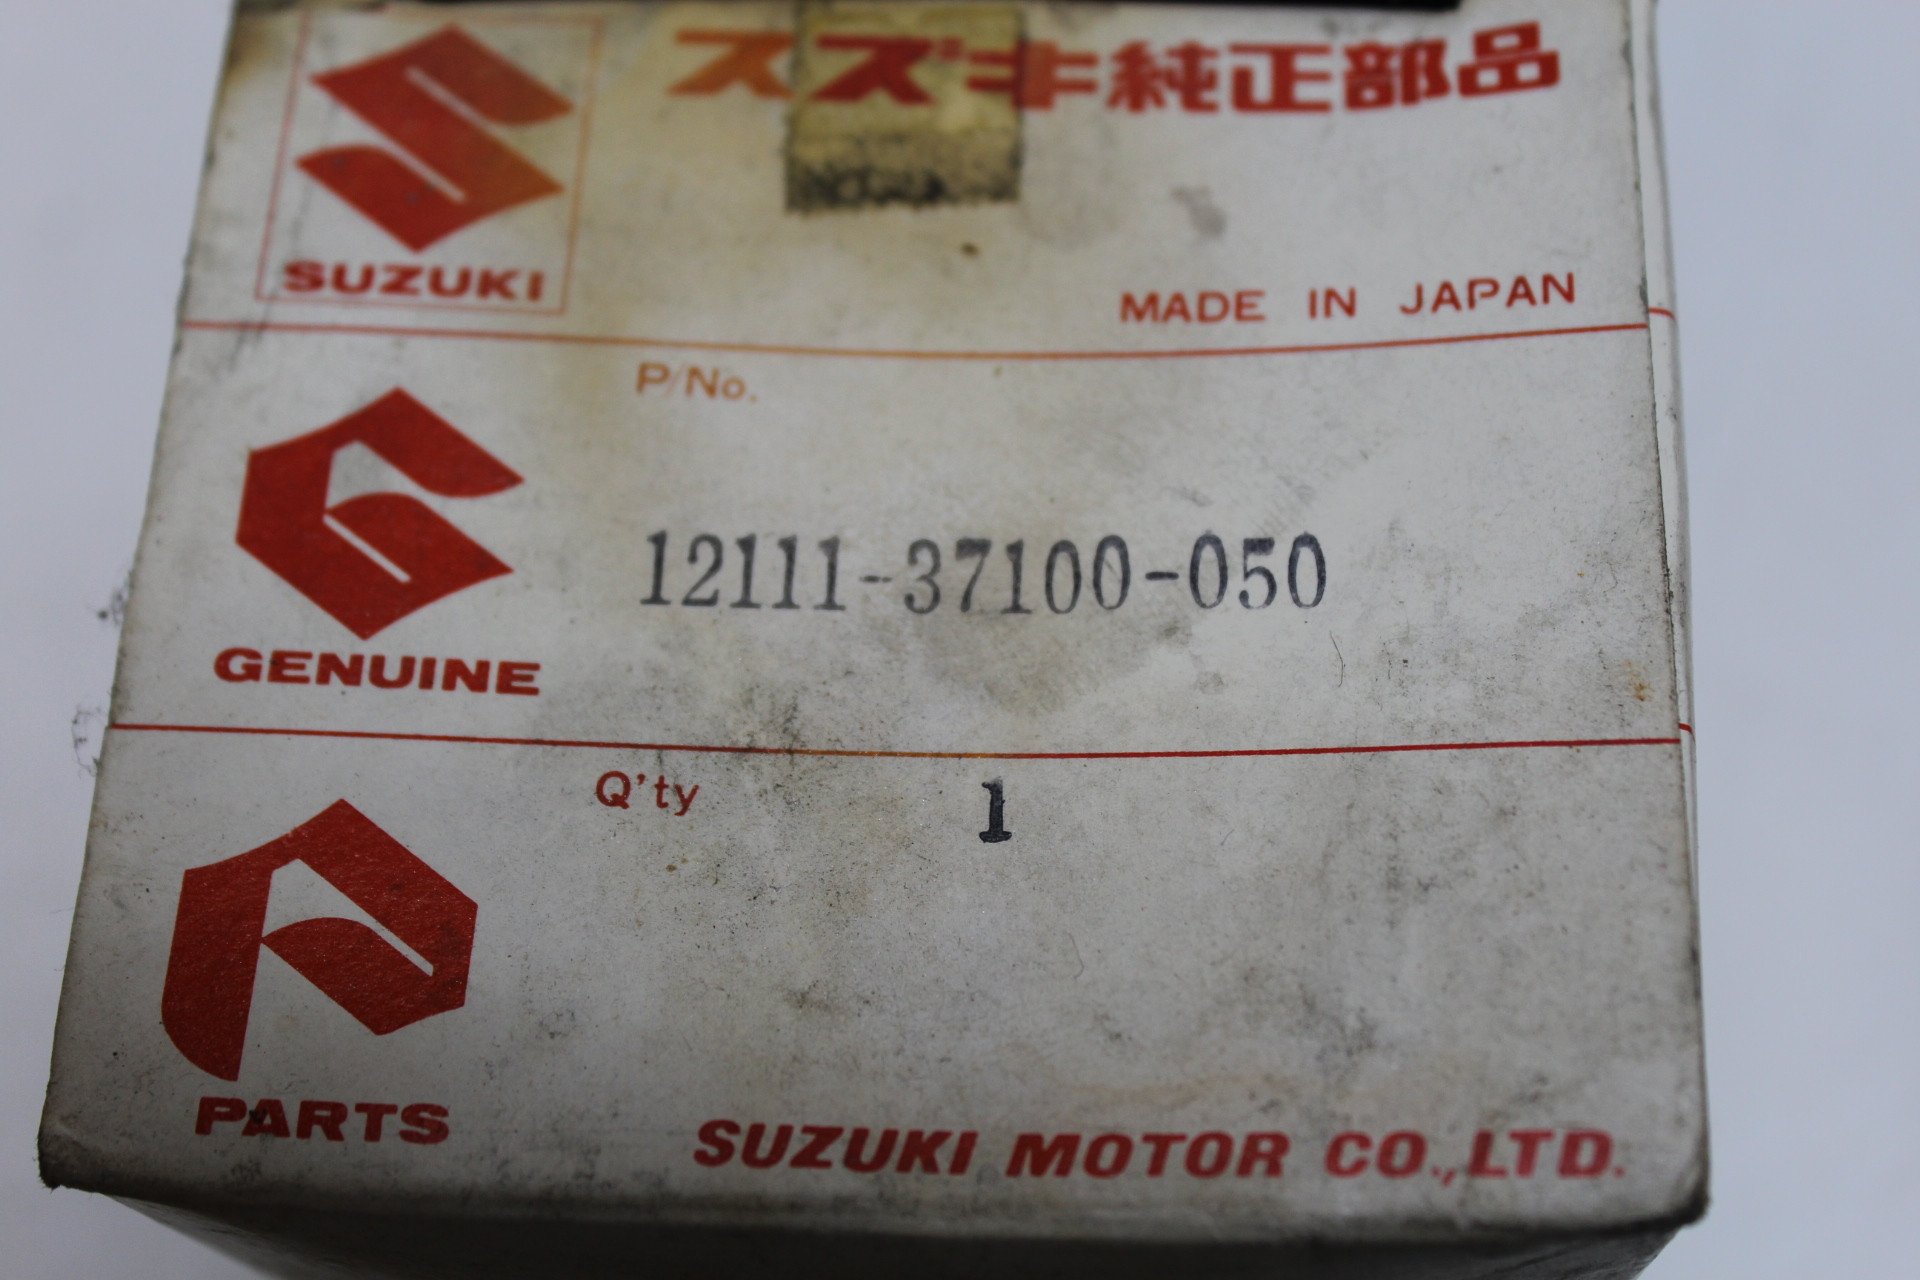 スズキ純正部品
SUZUKI
MADE IN JAPAN
P/No.
12111-37100-050
GENUINE
Q'ty 1
PARTS
SUZUKI MOTOR CO., LTD.